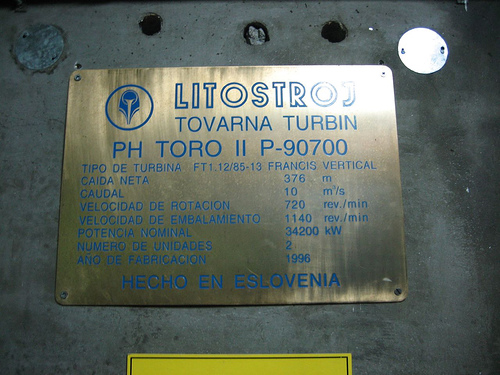 LITOSTROJ
TOVARNA TURBIN
PH TORO II P-90700
TIPO DE TURBINA FT1.12/85-13 FRANCIS VERTICAL
CAIDA NETA 376 m
CAUDAL 10 m³/s
VELOCIDAD DE ROTACION 720 rev./min
VELOCIDAD DE EMBALAMIENTO 1140 rev./min
POTENCIA NOMINAL 34200 kW
NUMERO DE UNIDADES 2
AÑO DE FABRICACION 1996
HECHO EN ESLOVENIA